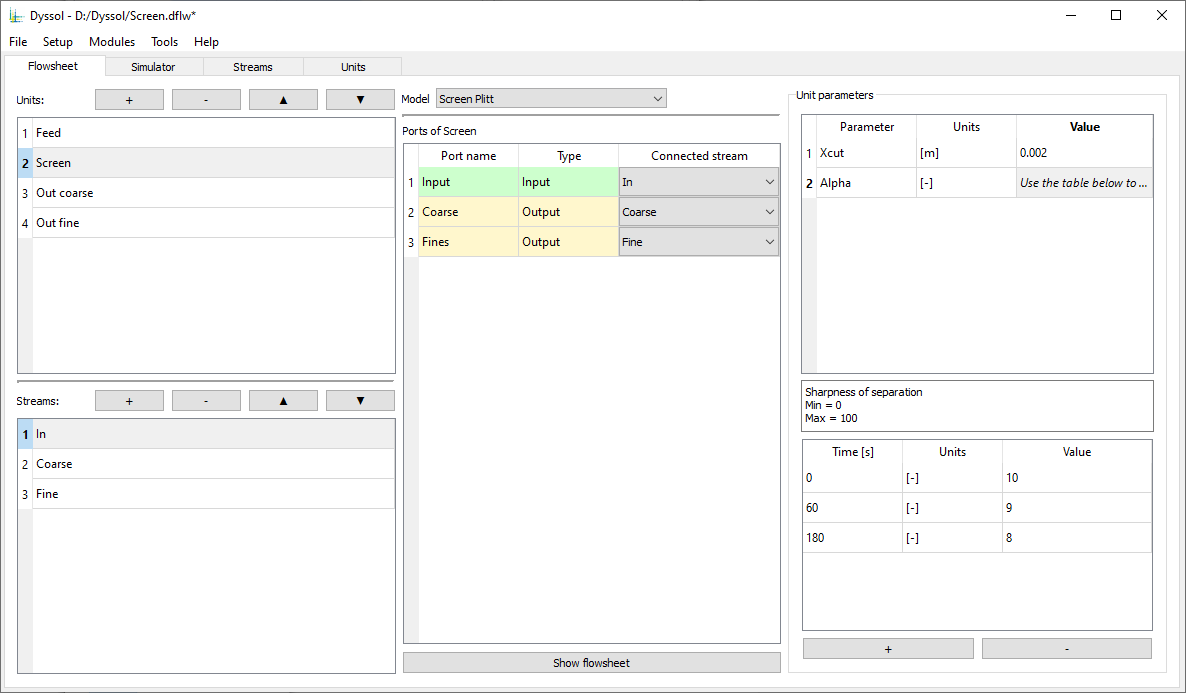 Dyssol - D:/Dyssol/Screen.dflw*
File Setup Modules Tools Help
Flowsheet Simulator Streams Units
Units: + - ▲ ▼
1 Feed
2 Screen
3 Out coarse
4 Out fine
Streams: + - ▲ ▼
1 In
2 Coarse
3 Fine
Model Screen Plitt
Ports of Screen
Port name Type Connected stream
1 Input Input In
2 Coarse Output Coarse
3 Fines Output Fine
Show flowsheet
Unit parameters
Parameter Units Value
1 Xcut [m] 0.002
2 Alpha [-] Use the table below to ...
Sharpness of separation
Min = 0
Max = 100
Time [s] Units Value
0 [-] 10
60 [-] 9
180 [-] 8
+ -